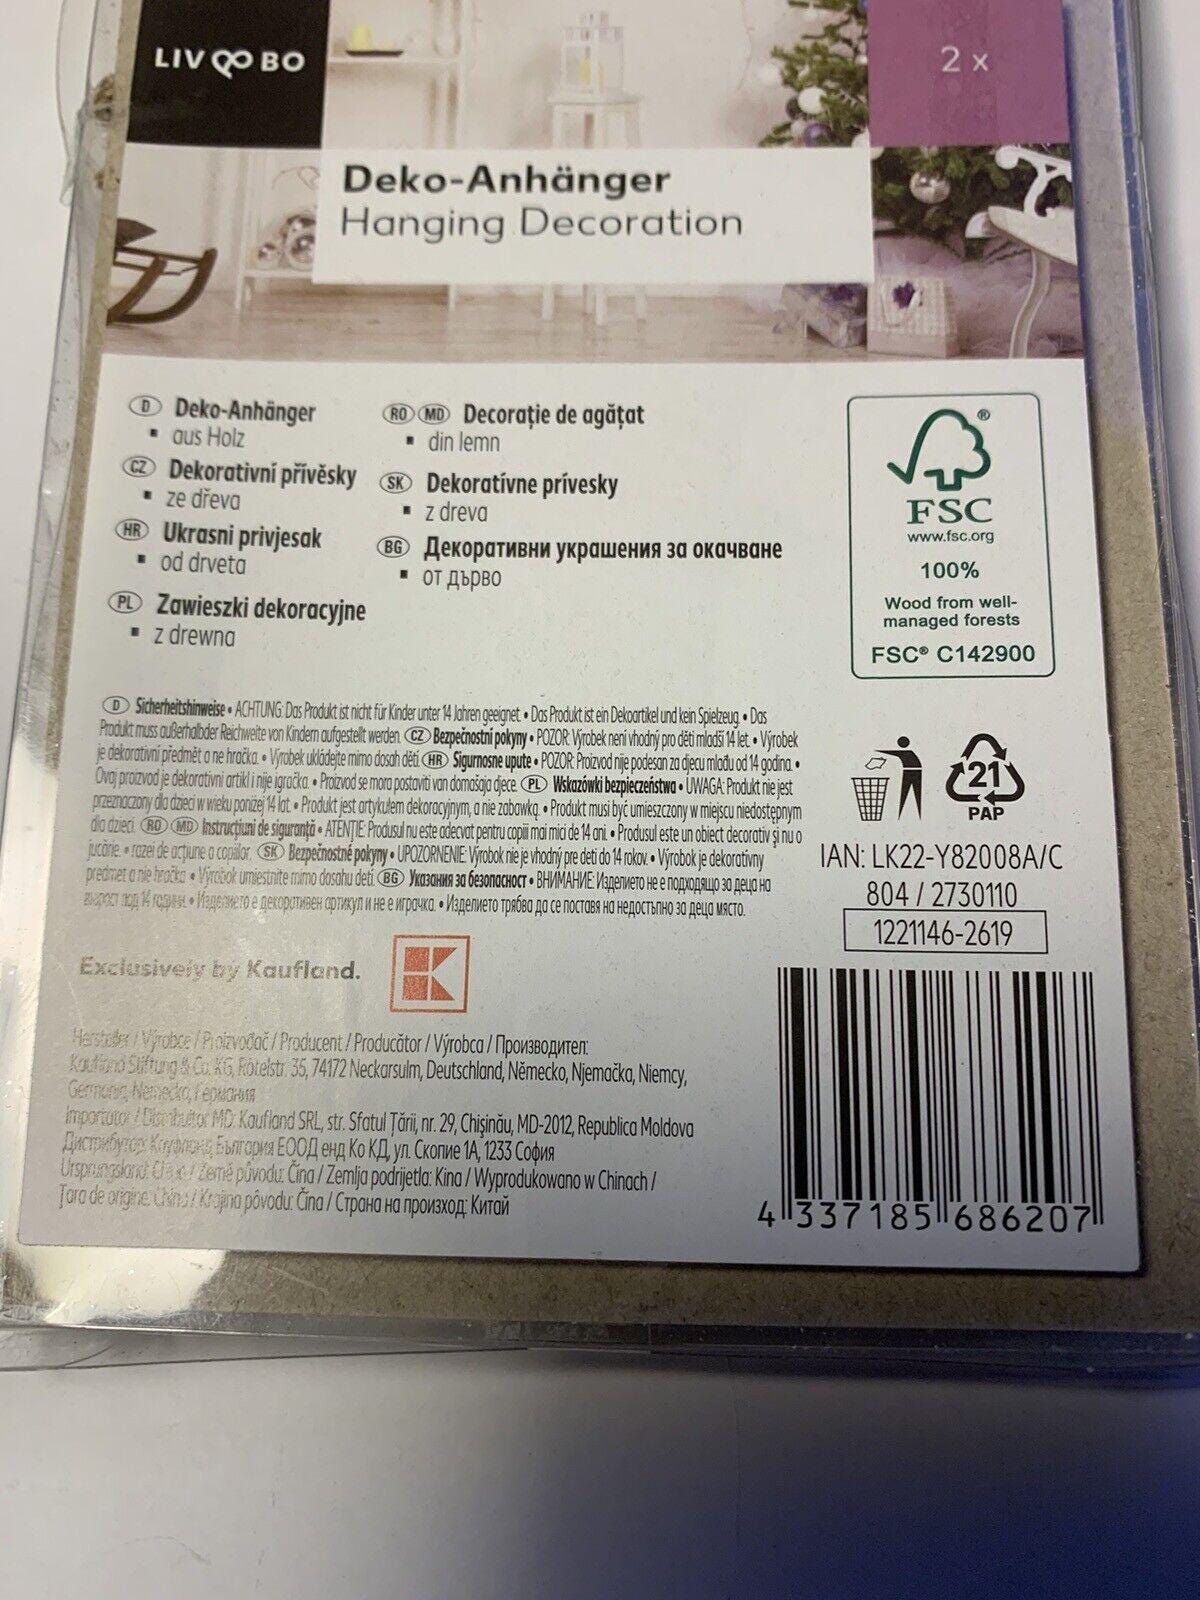 LIV & BO
2 x
Deko-Anhänger
Hanging Decoration
D Deko-Anhänger
▪ aus Holz
CZ Dekorativní přívěsky
▪ ze dřeva
HR Ukrasni privjesak
▪ od drveta
PL Zawieszki dekoracyjne
▪ z drewna
RO MD Decorație de agățat
▪ din lemn
SK Dekoratívne prívesky
▪ z dreva
BG Декоративни украшения за окачване
▪ от дърво
FSC
www.fsc.org
100%
Wood from well-
managed forests
FSC® C142900
D Sicherheitshinweise • ACHTUNG: Das Produkt ist nicht für Kinder unter 14 Jahren geeignet. • Das Produkt ist ein Dekoartikel und kein Spielzeug. • Das
Produkt muss außerhalbder Reichweite von Kindern aufgestellt werden. CZ Bezpečnostní pokyny • POZOR: Výrobek není vhodný pro děti mladší 14 let. • Výrobek
je dekorativní předmět a ne hračka. • Výrobek ukládejte mimo dosah dětí. HR Sigurnosne upute • POZOR: Proizvod nije podesan za djecu mlađu od 14 godina. •
Ovaj proizvod je dekorativni artikl i nije igračka. • Proizvod se mora postaviti van domašaja djece. PL Wskazówki bezpieczeństwa • UWAGA: Produkt nie jest
przeznaczony dla dzieci w wieku poniżej 14 lat. • Produkt jest artykułem dekoracyjnym, a nie zabawką. • Produkt musi być umieszczony w miejscu niedostępnym
dla dzieci. RO MD Instrucțiuni de siguranță • ATENȚIE: Produsul nu este adecvat pentru copiii mai mici de 14 ani. • Produsul este un obiect decorativ și nu o
jucărie. • razei de acțiune a copiilor. SK Bezpečnostné pokyny • UPOZORNENIE: Výrobok nie je vhodný pre deti do 14 rokov. • Výrobok je dekoratívny
predmet a nie hračka. • Výrobok umiestnite mimo dosahu detí. BG Указания за безопасност • ВНИМАНИЕ: Изделието не е подходящо за деца на
възраст под 14 години. • Изделието е декоративен артикул и не е играчка. • Изделието трябва да се поставя на недостъпно за деца място.
21
PAP
IAN: LK22-Y82008A/C
804 / 2730110
1221146-2619
Exclusively by Kaufland.
Hersteller / Výrobce / Proizvođač / Producent / Producător / Výrobca / Производител:
Kaufland Stiftung & Co. KG, Rötelstr. 35, 74172 Neckarsulm, Deutschland, Německo, Njemačka, Niemcy,
Germania, Nemecko, Германия
Importator / Distribuitor MD: Kaufland SRL, str. Sfatul Țării, nr. 29, Chișinău, MD-2012, Republica Moldova
Дистрибутор: Кауфланд България ЕООД енд Ко КД, ул. Скопие 1А, 1233 София
Ursprungsland: China / Země původu: Čína / Zemlja podrijetla: Kina / Wyprodukowano w Chinach /
Țara de origine: China / Krajina pôvodu: Čína / Страна на произход: Китай
4 337185 686207